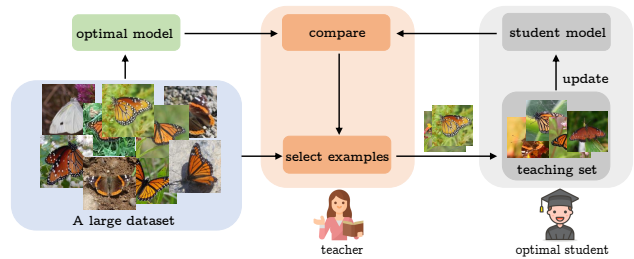 optimal model
compare
student model
update
select examples
teaching set
A large dataset
teacher
optimal student